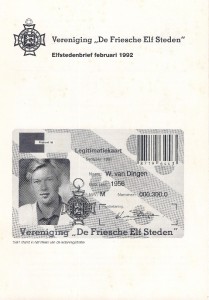 Vereniging „De Friesche Elf Steden"
Elfstedenbrief februari 1992
Legitimatiekaart
W. van Dingen
1956
M
000.000.0
Vereniging „De Friesche Elf Steden"